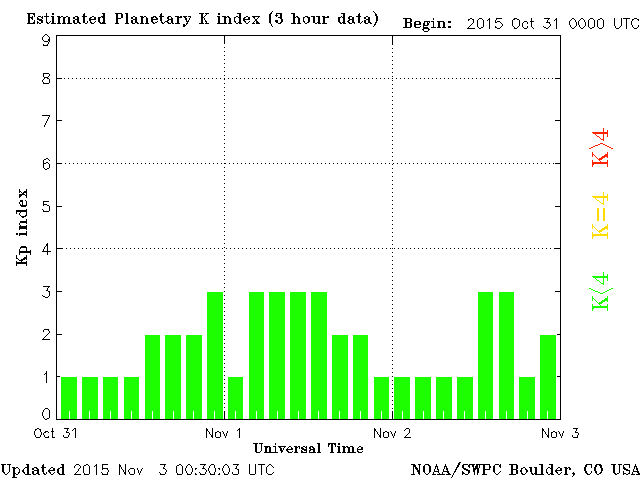 Estimated Planetary K index (3 hour data) Begin: 2015 Oct 31 0000 UTC
9
8
7
6
5
4
3
2
1
0
Kp index
K>4
K=4
K<4
Oct 31 Nov 1 Nov 2 Nov 3
Universal Time
Updated 2015 Nov 3 00:30:03 UTC NOAA/SWPC Boulder, CO USA